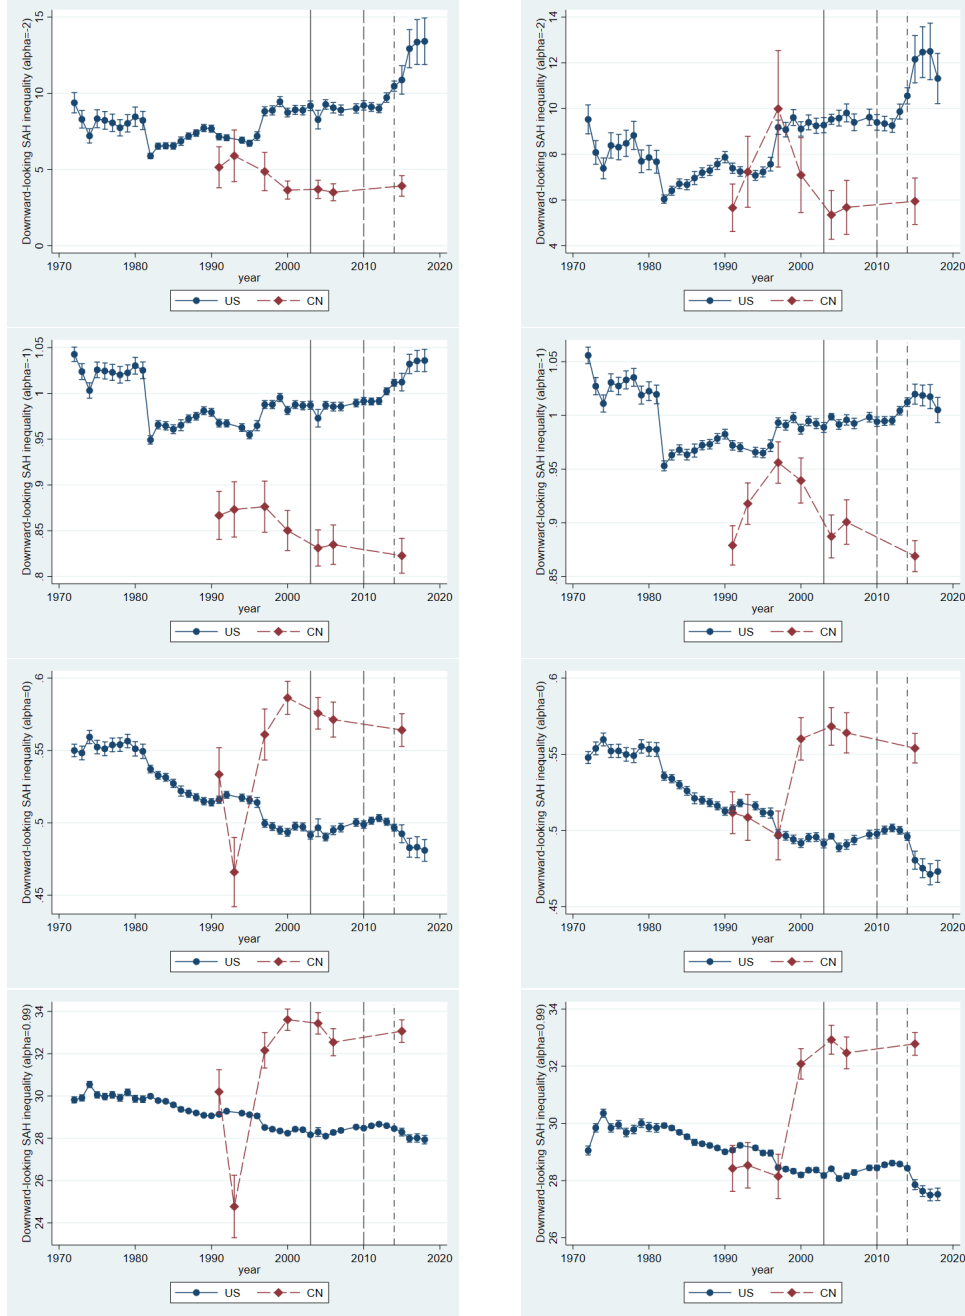 Downward-looking SAH inequality (alpha=-2)
15
10
5
0
1970 1980 1990 2000 2010 2020
year
US CN
Downward-looking SAH inequality (alpha=-2)
14
12
10
8
6
4
1970 1980 1990 2000 2010 2020
year
US CN
Downward-looking SAH inequality (alpha=-1)
1.05
1
.95
.9
.85
.8
1970 1980 1990 2000 2010 2020
year
US CN
Downward-looking SAH inequality (alpha=-1)
1.05
1
.95
.9
.85
1970 1980 1990 2000 2010 2020
year
US CN
Downward-looking SAH inequality (alpha=0)
.6
.55
.5
.45
1970 1980 1990 2000 2010 2020
year
US CN
Downward-looking SAH inequality (alpha=0)
.6
.55
.5
.45
1970 1980 1990 2000 2010 2020
year
US CN
Downward-looking SAH inequality (alpha=0.99)
34
32
30
28
26
24
1970 1980 1990 2000 2010 2020
year
US CN
Downward-looking SAH inequality (alpha=0.99)
34
32
30
28
26
1970 1980 1990 2000 2010 2020
year
US CN